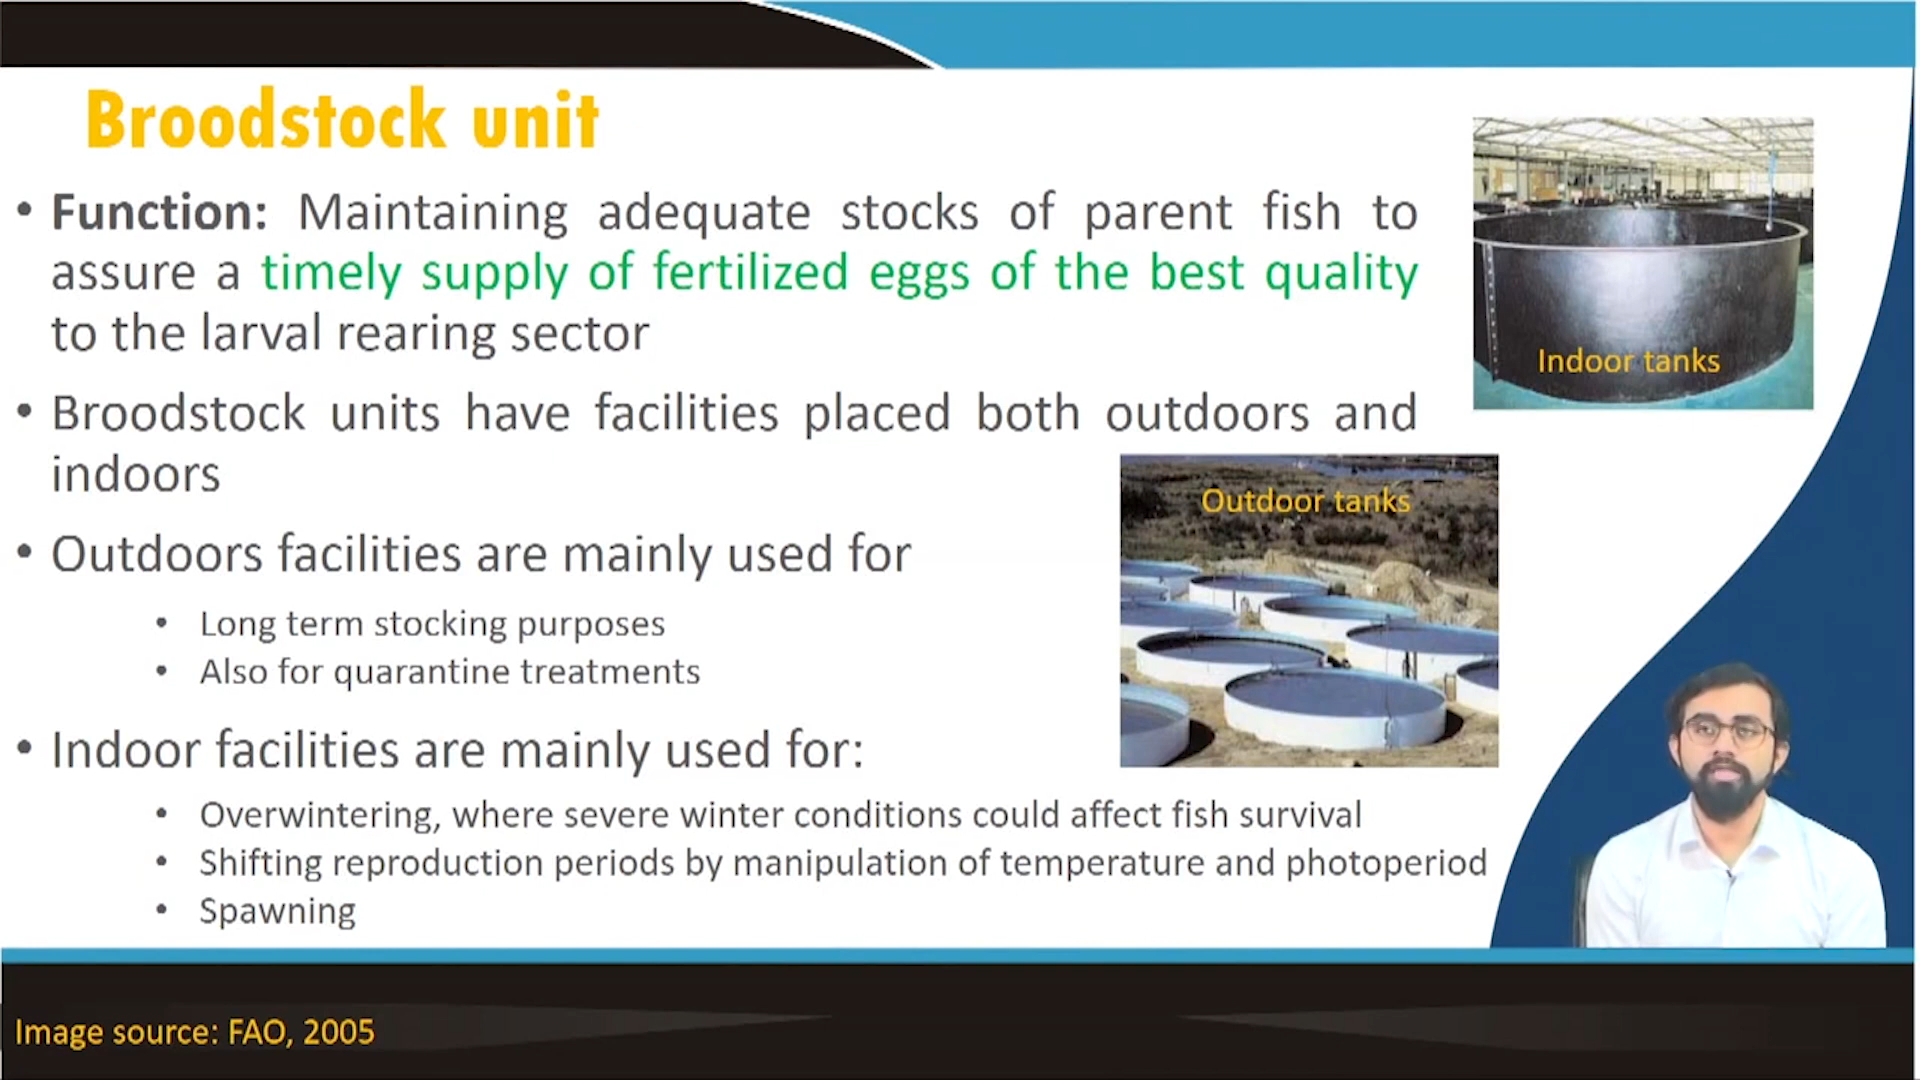 Broodstock unit
• Function: Maintaining adequate stocks of parent fish to
assure a timely supply of fertilized eggs of the best quality
to the larval rearing sector
Indoor tanks
• Broodstock units have facilities placed both outdoors and
indoors
Outdoor tanks
• Outdoors facilities are mainly used for
• Long term stocking purposes
• Also for quarantine treatments
• Indoor facilities are mainly used for:
• Overwintering, where severe winter conditions could affect fish survival
• Shifting reproduction periods by manipulation of temperature and photoperiod
• Spawning
Image source: FAO, 2005